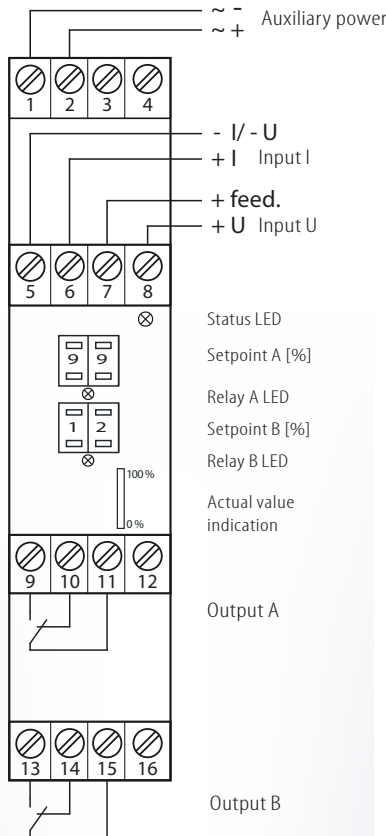 ~ -
~ + Auxiliary power
1 2 3 4
- I/ - U
+ I Input I
+ feed.
+ U Input U
5 6 7 8
Status LED
9 9 Setpoint A [%]
Relay A LED
1 2 Setpoint B [%]
Relay B LED
100 %
Actual value
indication
0 %
9 10 11 12
Output A
13 14 15 16
Output B